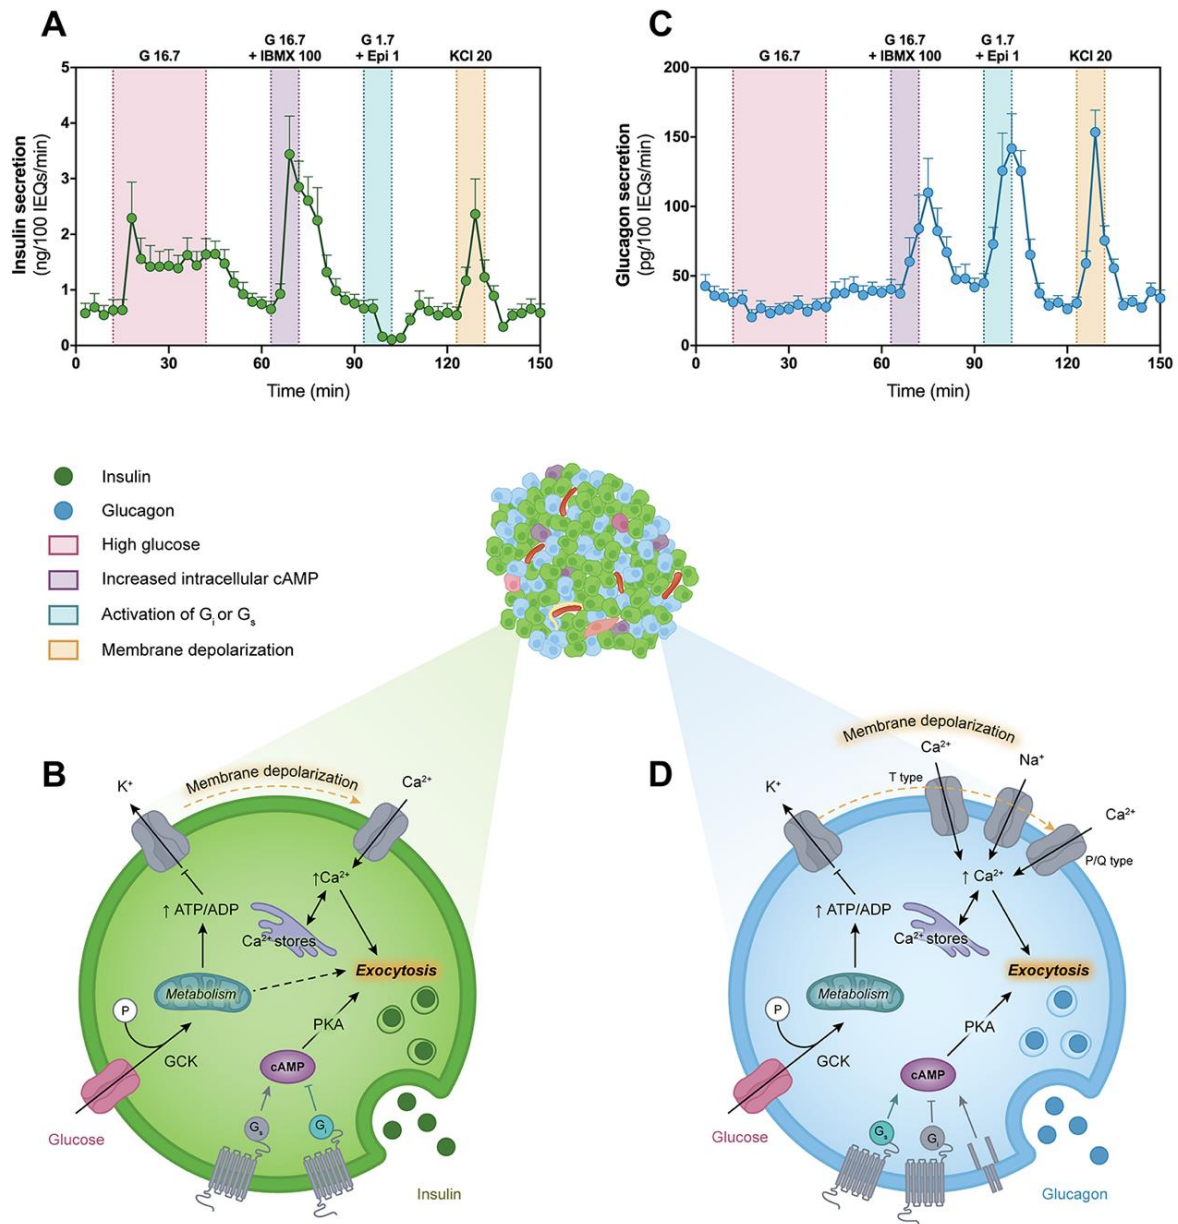 A
G 16.7
G 16.7
+ IBMX 100
G 1.7
+ Epi 1
KCl 20
Insulin secretion
(ng/100 IEQs/min)
5
4
3
2
1
0
0
30
60
90
120
150
Time (min)
C
G 16.7
G 16.7
+ IBMX 100
G 1.7
+ Epi 1
KCl 20
Glucagon secretion
(pg/100 IEQs/min)
200
150
100
50
0
0
30
60
90
120
150
Time (min)
Insulin
Glucagon
High glucose
Increased intracellular cAMP
Activation of Gi or Gs
Membrane depolarization
B
Membrane depolarization
K+
Ca2+
↑Ca2+
↑ ATP/ADP
Ca2+ stores
Exocytosis
Metabolism
P
GCK
PKA
cAMP
Gs
Gi
Glucose
Insulin
D
Membrane depolarization
Ca2+
Na+
K+
T type
Ca2+
P/Q type
↑ Ca2+
↑ ATP/ADP
Ca2+ stores
Exocytosis
Metabolism
P
GCK
PKA
cAMP
Gs
Gi
Glucose
Glucagon